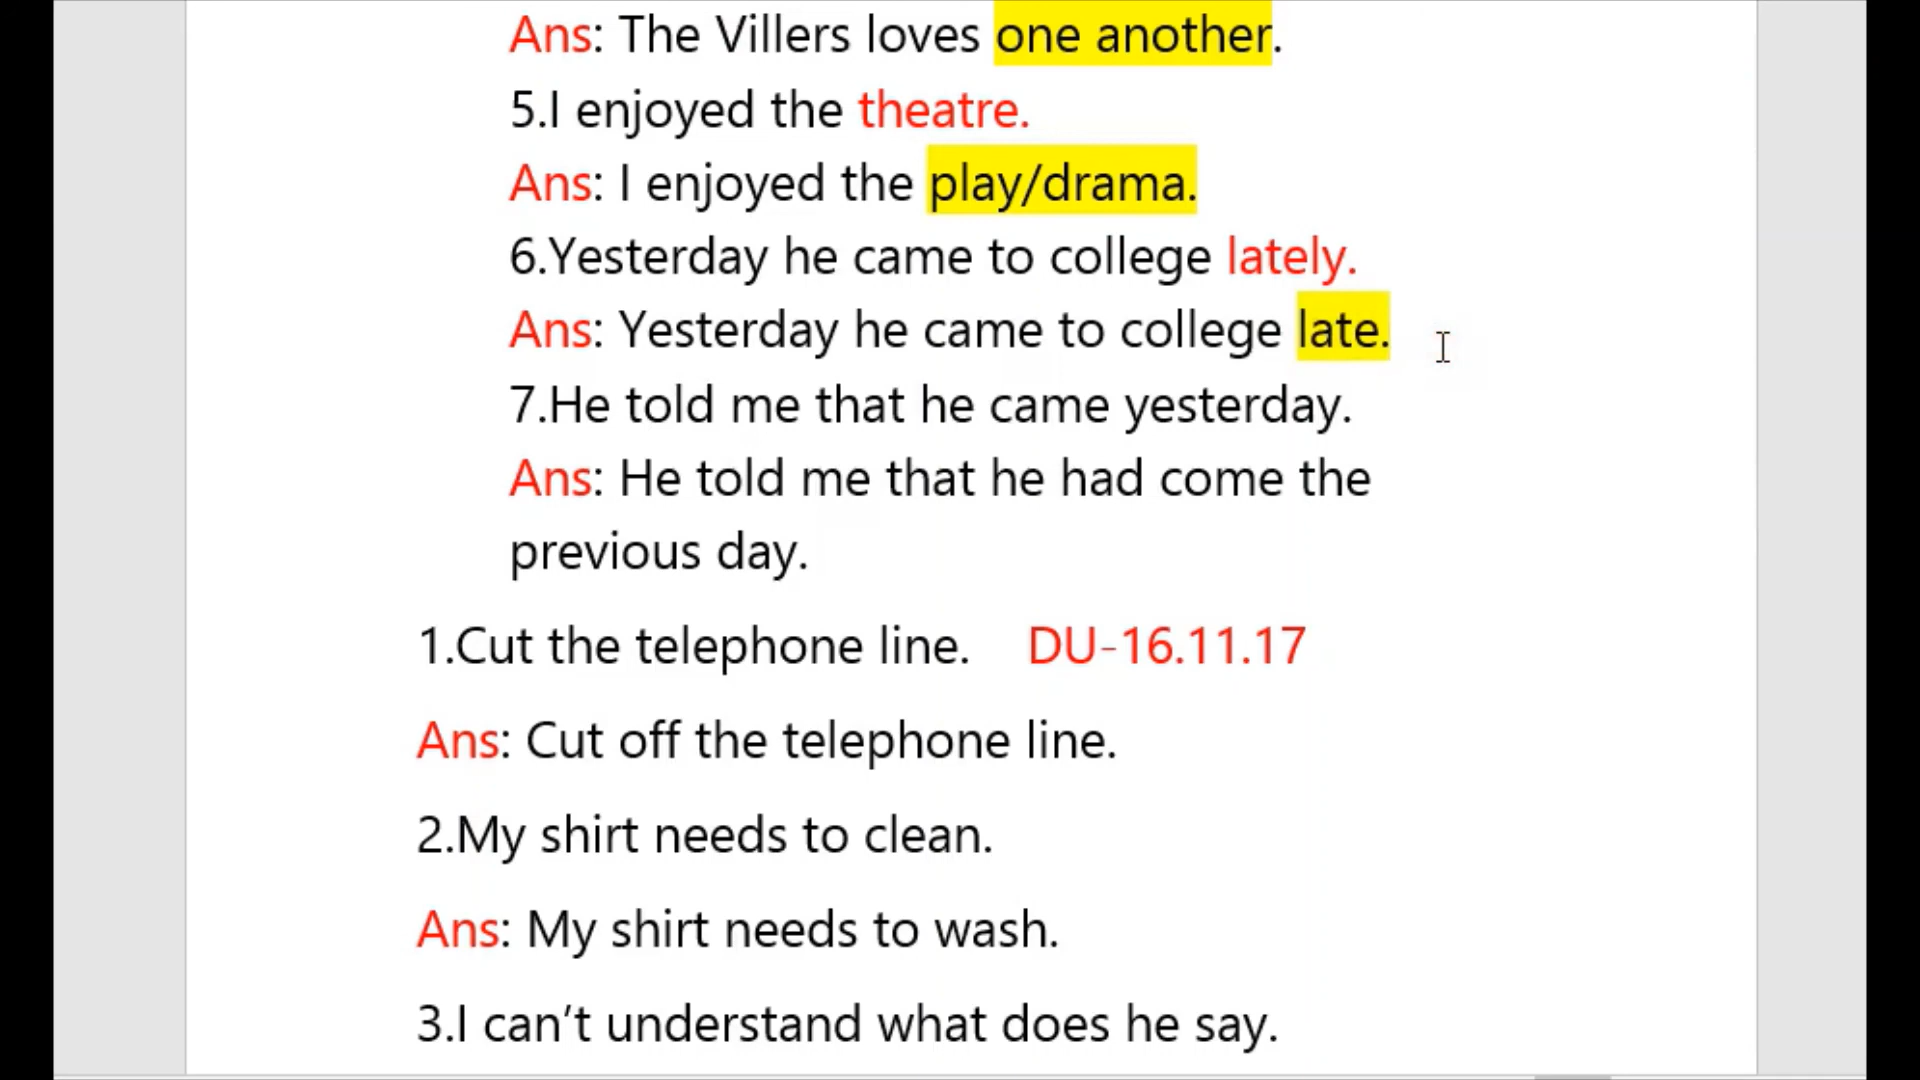 Ans: The Villers loves one another.
5.I enjoyed the theatre.
Ans: I enjoyed the play/drama.
6.Yesterday he came to college lately.
Ans: Yesterday he came to college late.
7.He told me that he came yesterday.
Ans: He told me that he had come the
previous day.
1.Cut the telephone line. DU-16.11.17
Ans: Cut off the telephone line.
2.My shirt needs to clean.
Ans: My shirt needs to wash.
3.I can’t understand what does he say.